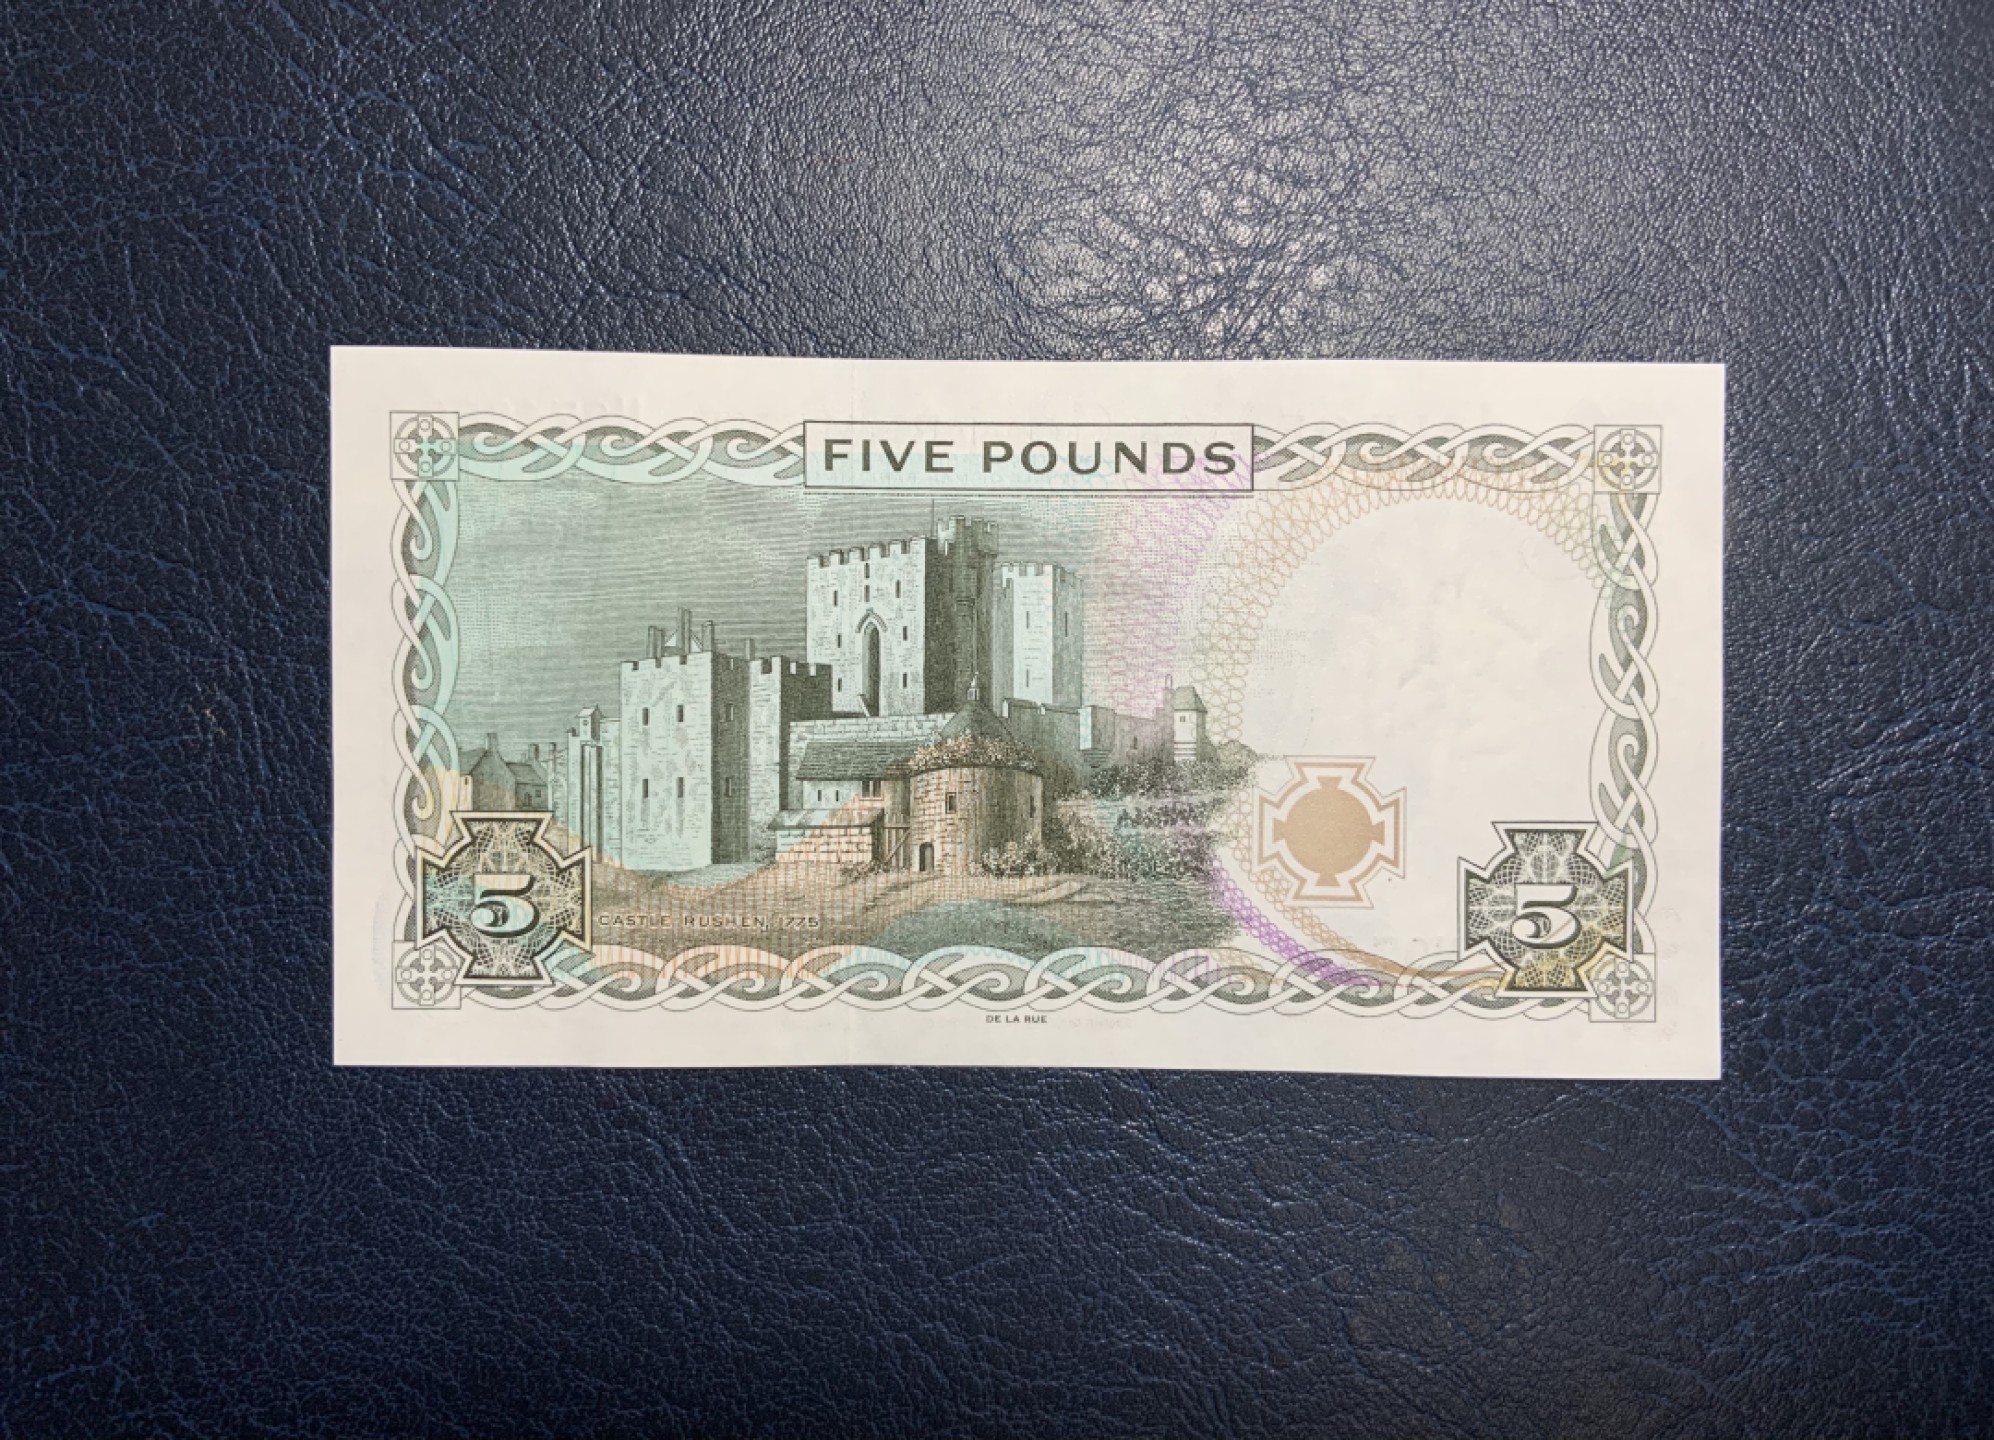 FIVE POUNDS
CASTLE RUSHEN, 1775
5
5
DE LA RUE